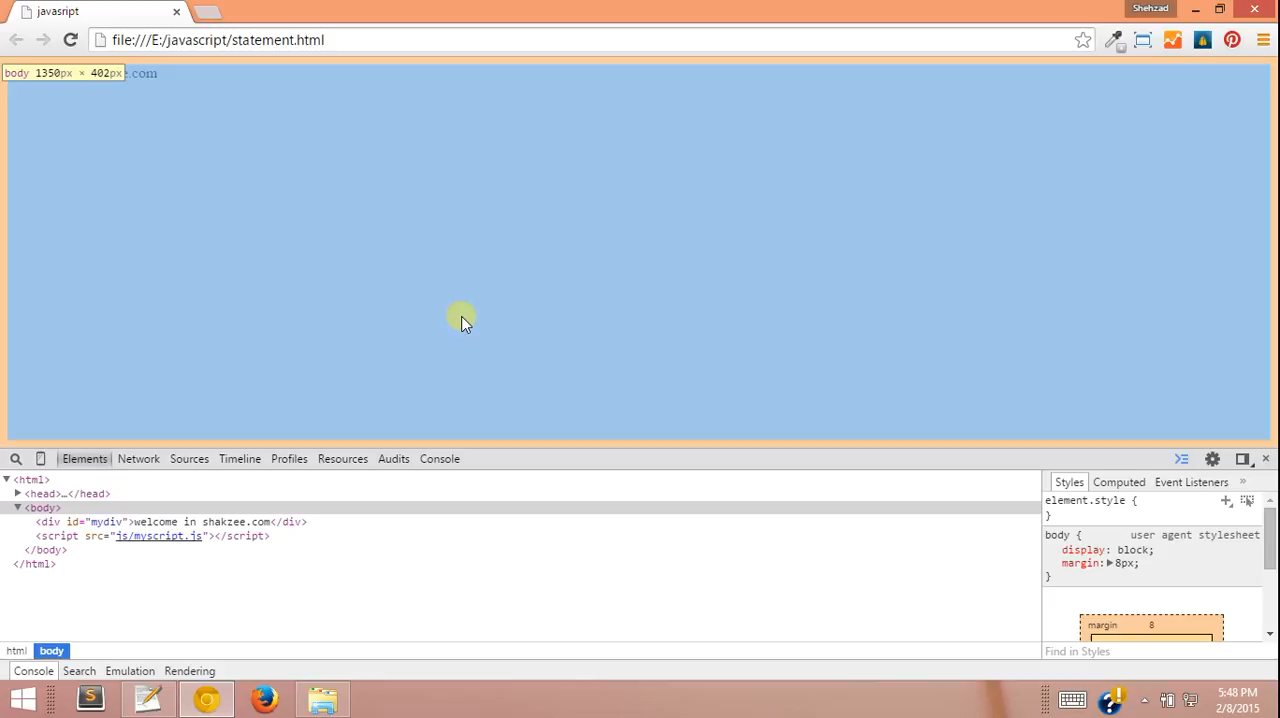 javasript
Shehzad
file:///E:/javascript/statement.html
body 1350px × 402px
e.com
Elements Network Sources Timeline Profiles Resources Audits Console
<html>
<head>…</head>
<body>
<div id="mydiv">welcome in shakzee.com</div>
<script src="js/myscript.js"></script>
</body>
</html>
html body
Styles Computed Event Listeners »
element.style {
}
body { user agent stylesheet
display: block;
margin: 8px;
}
margin 8
Find in Styles
Console Search Emulation Rendering
5:48 PM
2/8/2015